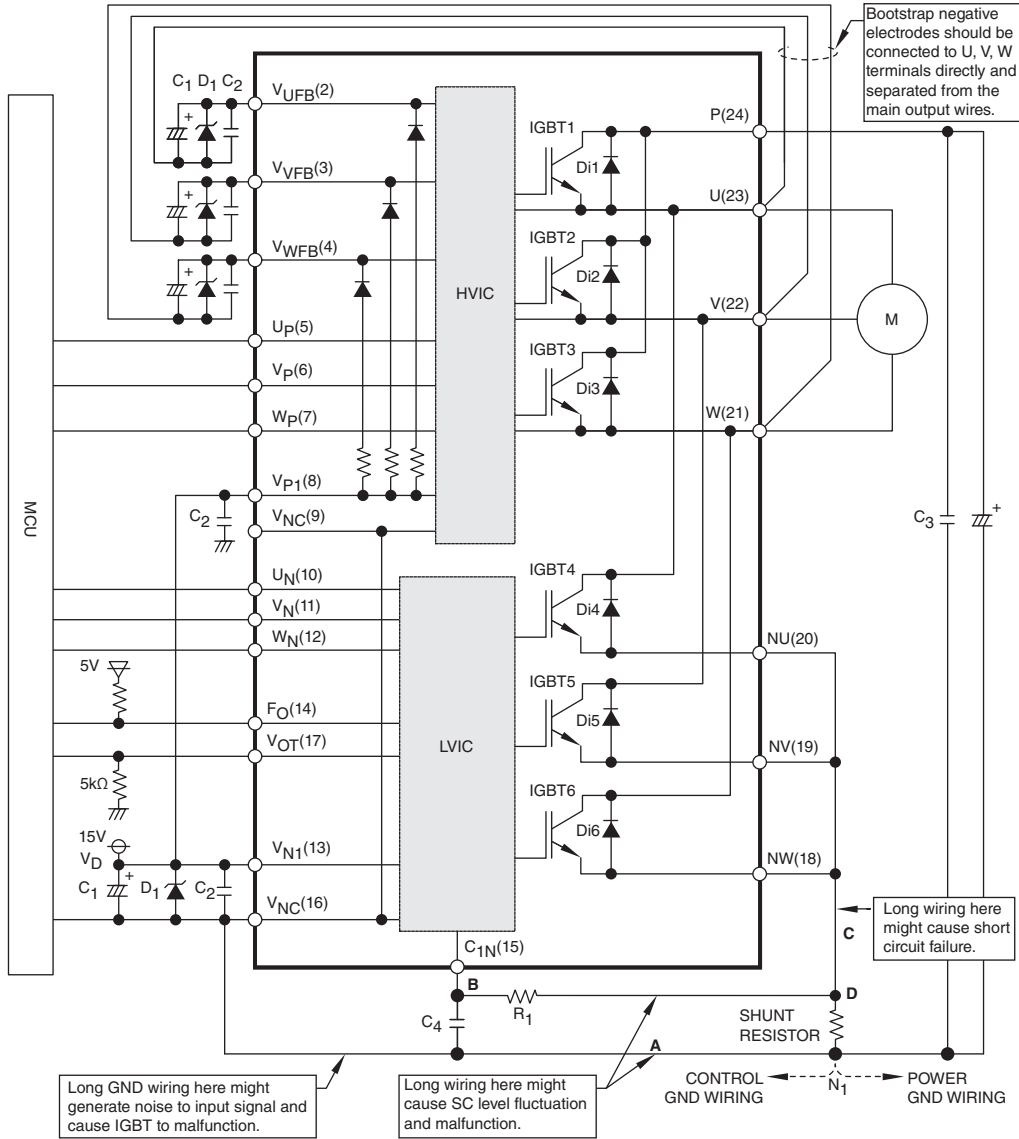 Bootstrap negative
electrodes should be
connected to U, V, W
terminals directly and
separated from the
main output wires.
C1 D1 C2
+
VUFB(2)
IGBT1
P(24)
Di1
+
VVFB(3)
U(23)
IGBT2
+
VWFB(4)
Di2
HVIC
V(22)
M
UP(5)
IGBT3
VP(6)
Di3
WP(7)
W(21)
MCU
VP1(8)
C2
VNC(9)
C3
+
UN(10)
IGBT4
VN(11)
Di4
WN(12)
NU(20)
5V
IGBT5
FO(14)
Di5
LVIC
VOT(17)
NV(19)
5kΩ
IGBT6
15V
Di6
VD
VN1(13)
NW(18)
C1
+
D1
C2
VNC(16)
Long wiring here
might cause short
circuit failure.
C
C1N(15)
B
D
R1
C4
SHUNT
RESISTOR
A
Long GND wiring here might
generate noise to input signal and
cause IGBT to malfunction.
Long wiring here might
cause SC level fluctuation
and malfunction.
CONTROL
GND WIRING
N1
POWER
GND WIRING